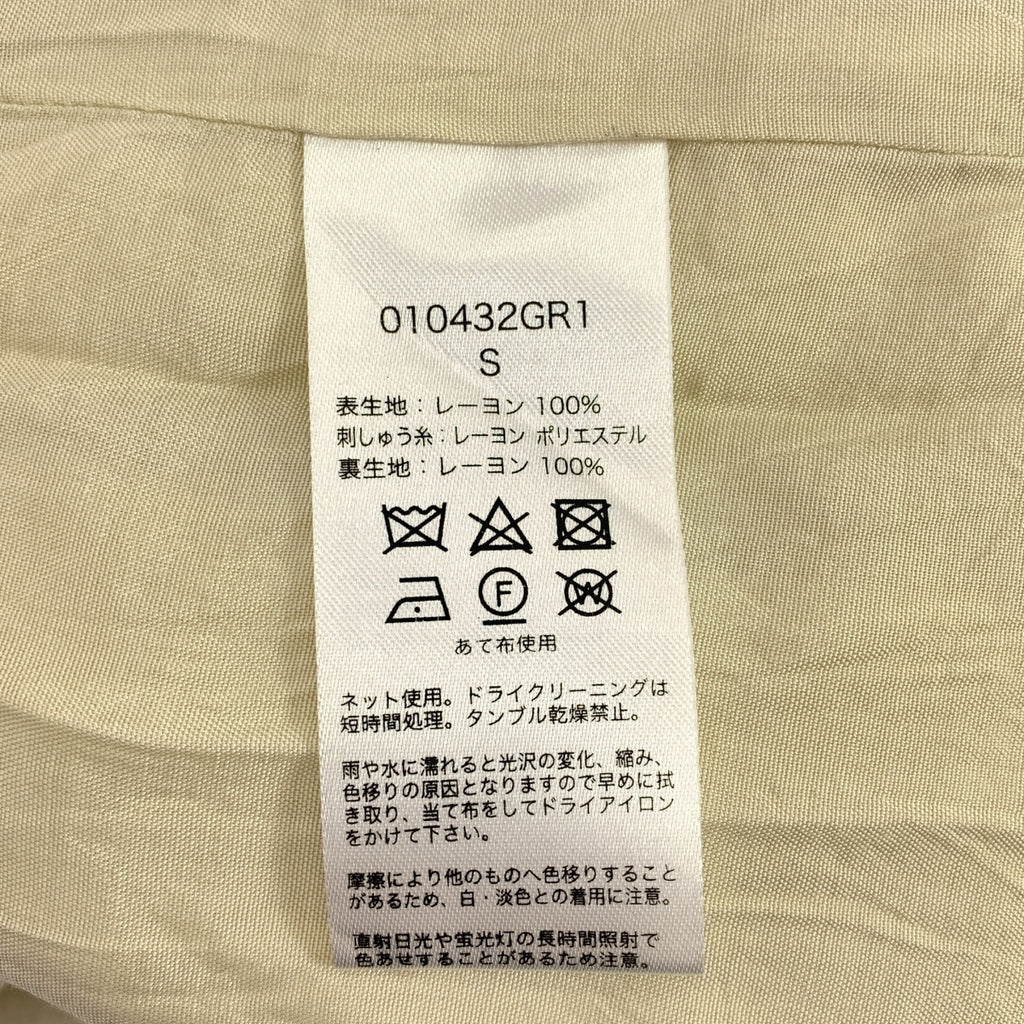 010432GR1
S
表生地：レーヨン 100%
刺しゅう糸：レーヨン ポリエステル
裏生地：レーヨン 100%
F
W
あて布使用
ネット使用。ドライクリーニングは
短時間処理。タンブル乾燥禁止。
雨や水に濡れると光沢の変化、縮み、
色移りの原因となりますので早めに拭
き取り、当て布をしてドライアイロン
をかけて下さい。
摩擦により他のものへ色移りすること
があるため、白・淡色との着用に注意。
直射日光や蛍光灯の長時間照射で
色あせすることがあるため注意。